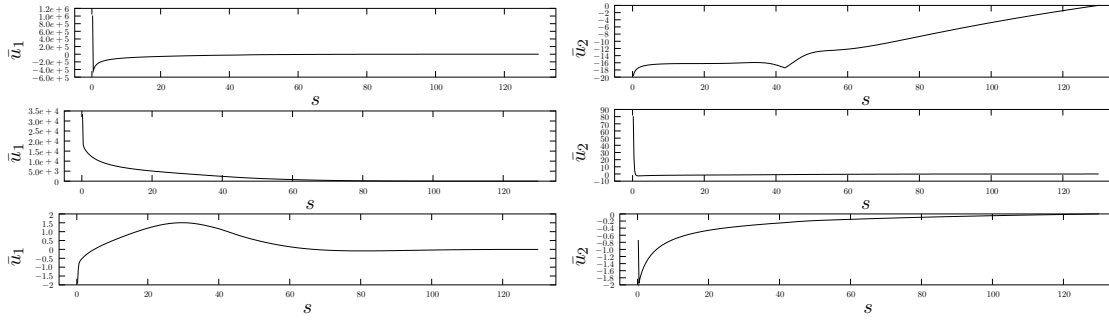 1.2e + 6
1.0e + 6
8.0e + 5
6.0e + 5
4.0e + 5
2.0e + 5
0
−2.0e + 5
−4.0e + 5
−6.0e + 5
ū₁
0 20 40 60 80 100 120
s
0
−2
−4
−6
−8
−10
−12
−14
−16
−18
−20
ū₂
0 20 40 60 80 100 120
s
3.5e + 4
3.0e + 4
2.5e + 4
2.0e + 4
1.5e + 4
1.0e + 4
5.0e + 3
0
ū₁
0 20 40 60 80 100 120
s
90
80
70
60
50
40
30
20
10
0
−10
ū₂
0 20 40 60 80 100 120
s
2
1.5
1.0
0.5
0
−0.5
−1.0
−1.5
−2
ū₁
0 20 40 60 80 100 120
s
0
−0.2
−0.4
−0.6
−0.8
−1.0
−1.2
−1.4
−1.6
−1.8
−2
ū₂
0 20 40 60 80 100 120
s